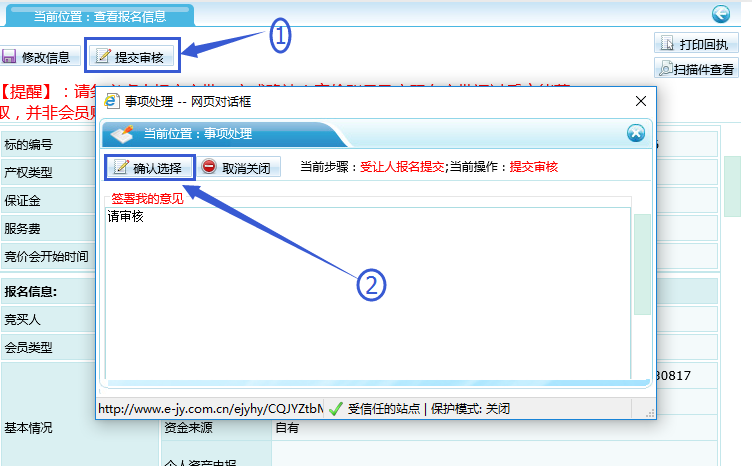 当前位置：查看报名信息
①
修改信息 提交审核
打印回执
扫描件查看
【提醒】：请
并非会员
事项处理 -- 网页对话框
标的编号
当前位置：事项处理
产权类型
确认选择 取消关闭 当前步骤：受让人报名提交;当前操作：提交审核
保证金
签署我的意见
请审核
服务费
竞价会开始时间
②
报名信息:
竞买人
会员类型
30817
http://www.e-jy.com.cn/ejyhy/CQJYZtbM 受信任的站点 | 保护模式: 关闭
基本情况 资金来源 自有
个人资产申报